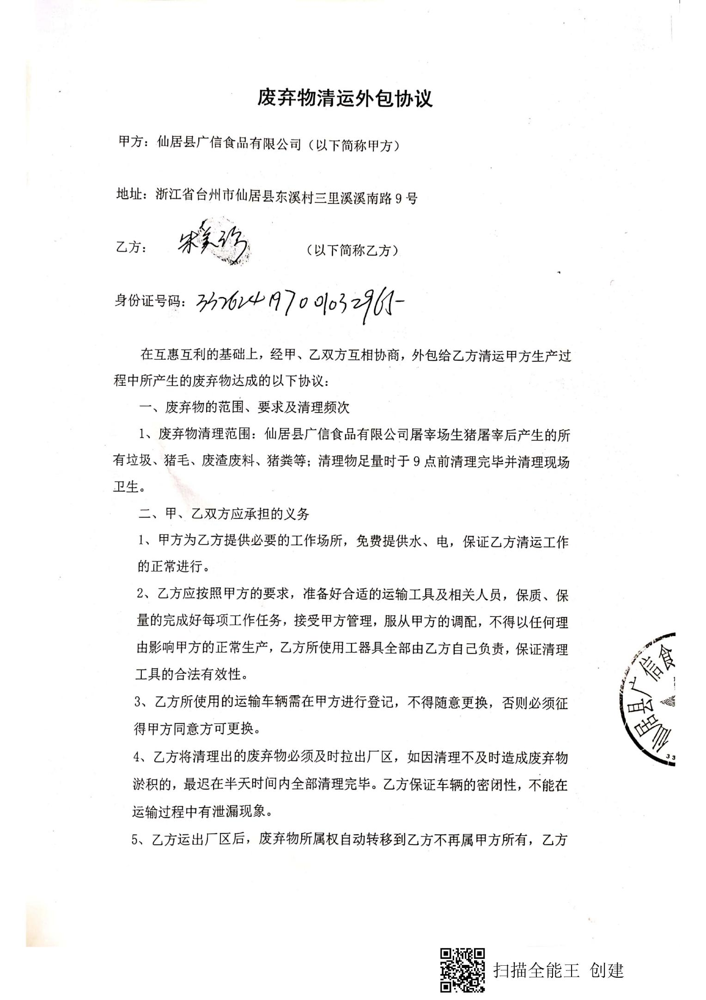 废弃物清运外包协议
甲方：仙居县广信食品有限公司（以下简称甲方）
地址：浙江省台州市仙居县东溪村三里溪溪南路9号
乙方：朱美珍（以下简称乙方）
身份证号码：332624197001032965
在互惠互利的基础上，经甲、乙双方互相协商，外包给乙方清运甲方生产过
程中所产生的废弃物达成的以下协议：
一、废弃物的范围、要求及清理频次
1、废弃物清理范围：仙居县广信食品有限公司屠宰场生猪屠宰后产生的所
有垃圾、猪毛、废渣废料、猪粪等；清理物足量时于9点前清理完毕并清理现场
卫生。
二、甲、乙双方应承担的义务
1、甲方为乙方提供必要的工作场所，免费提供水、电，保证乙方清运工作
的正常进行。
2、乙方应按照甲方的要求，准备好合适的运输工具及相关人员，保质、保
量的完成好每项工作任务，接受甲方管理，服从甲方的调配，不得以任何理
由影响甲方的正常生产，乙方所使用工器具全部由乙方自己负责，保证清理
工具的合法有效性。
3、乙方所使用的运输车辆需在甲方进行登记，不得随意更换，否则必须征
得甲方同意方可更换。
4、乙方将清理出的废弃物必须及时拉出厂区，如因清理不及时造成废弃物
淤积的，最迟在半天时间内全部清理完毕。乙方保证车辆的密闭性，不能在
运输过程中有泄漏现象。
5、乙方运出厂区后，废弃物所属权自动转移到乙方不再属甲方所有，乙方
仙居县广信食
33
扫描全能王 创建